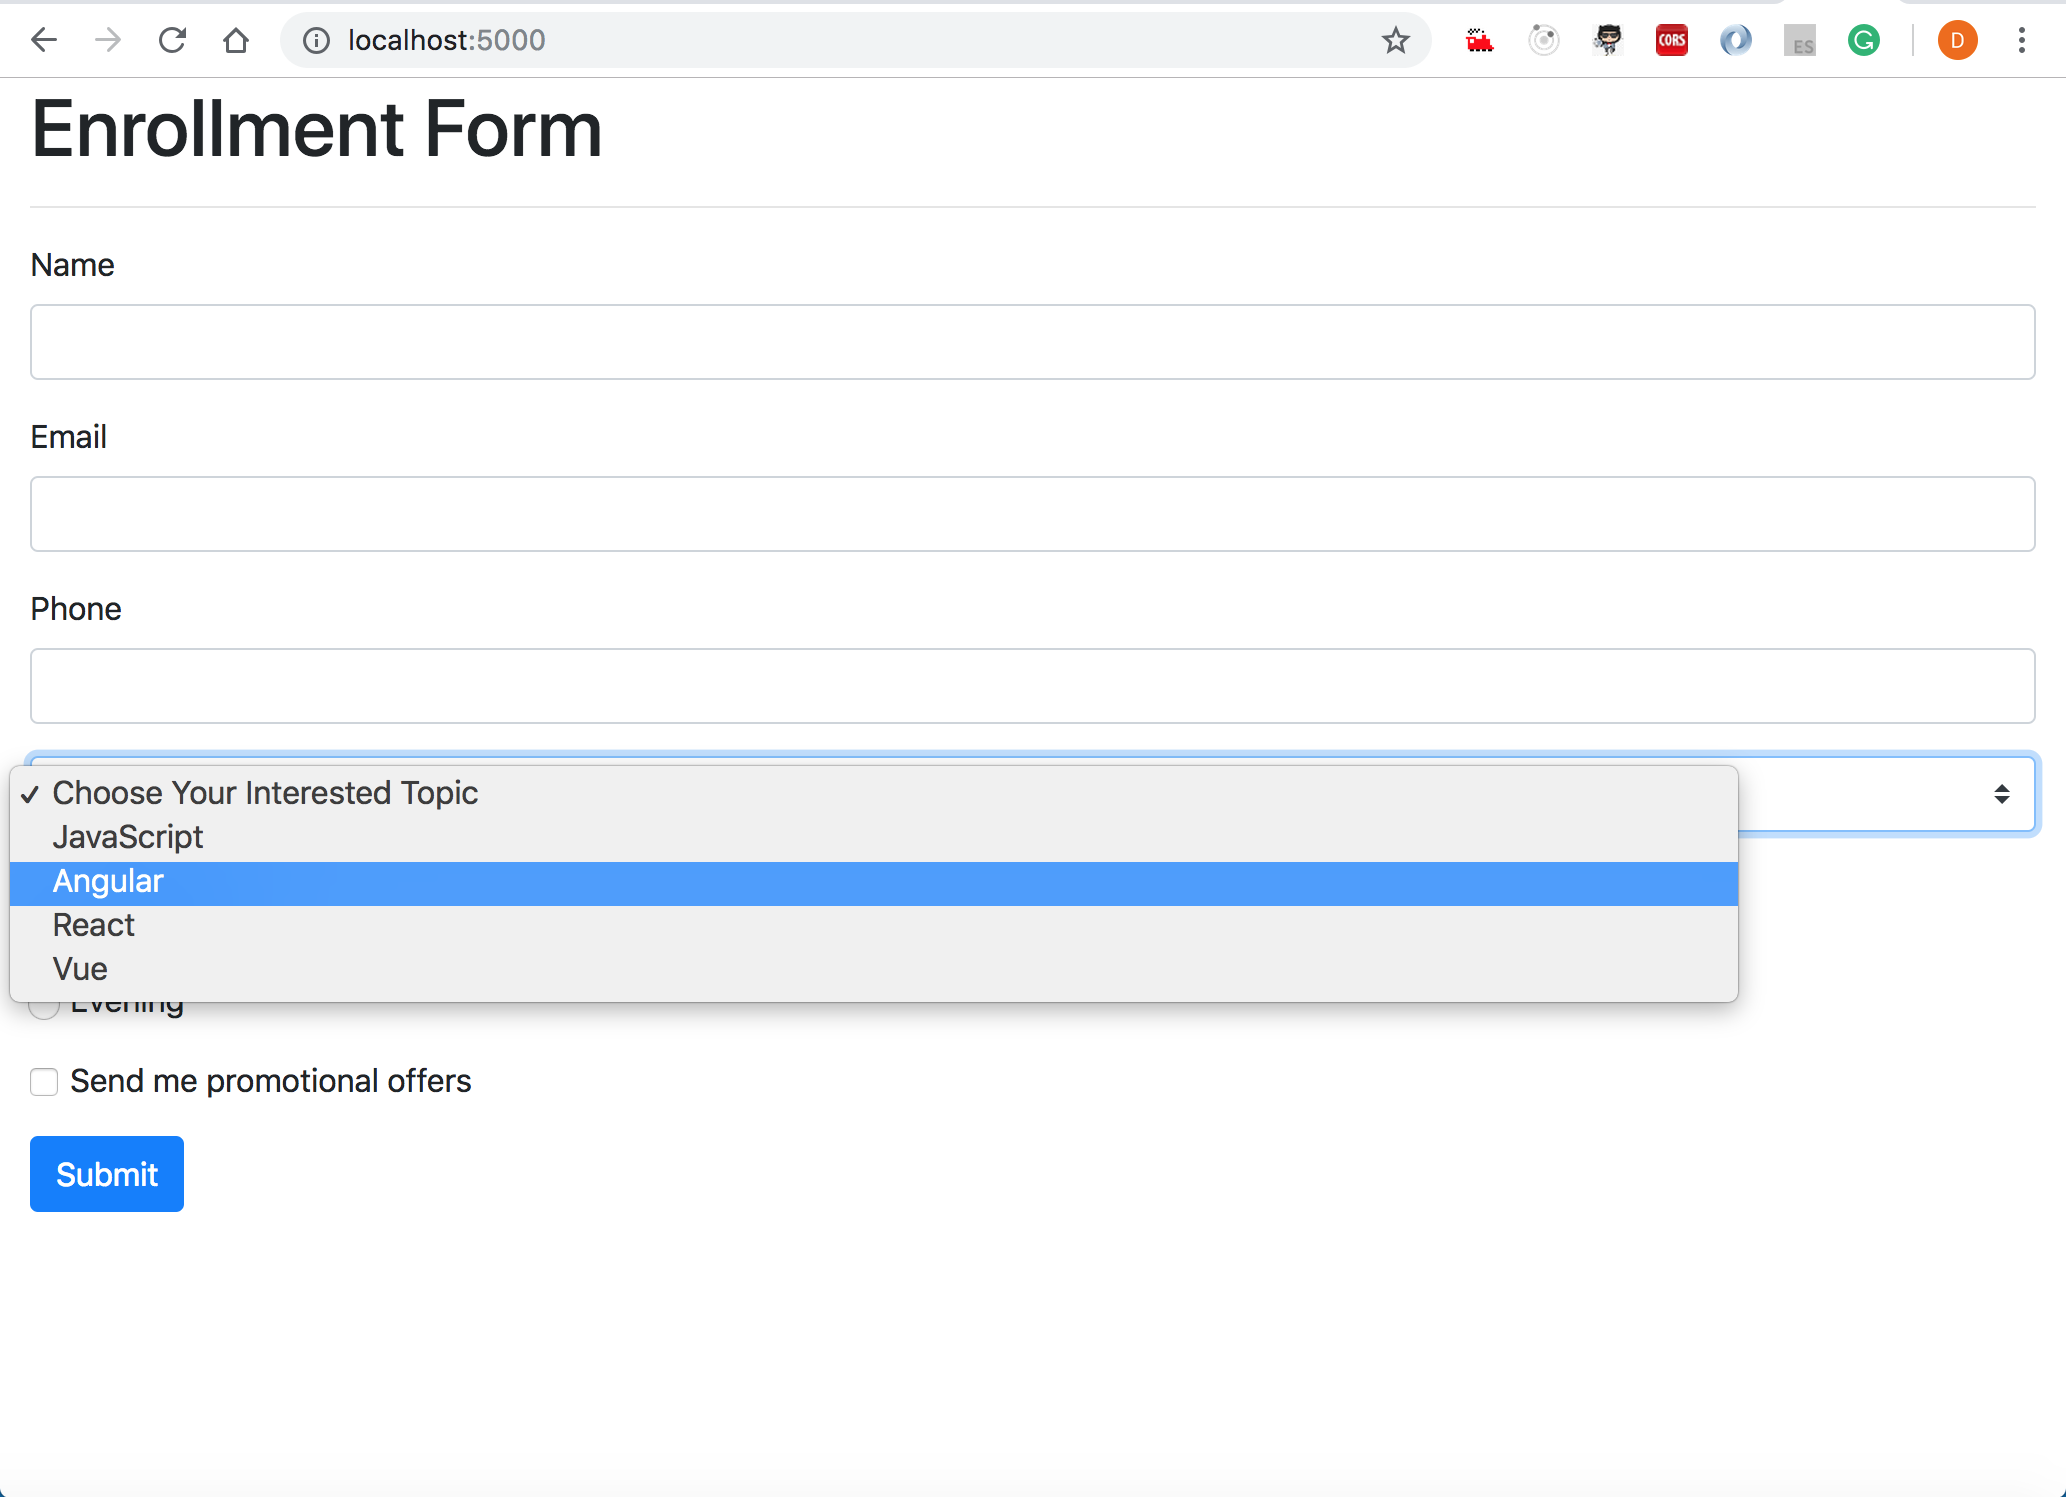 localhost:5000
CORS
ES
G
D
Enrollment Form
Name
Email
Phone
✓ Choose Your Interested Topic
JavaScript
Angular
React
Vue
Evening
Send me promotional offers
Submit